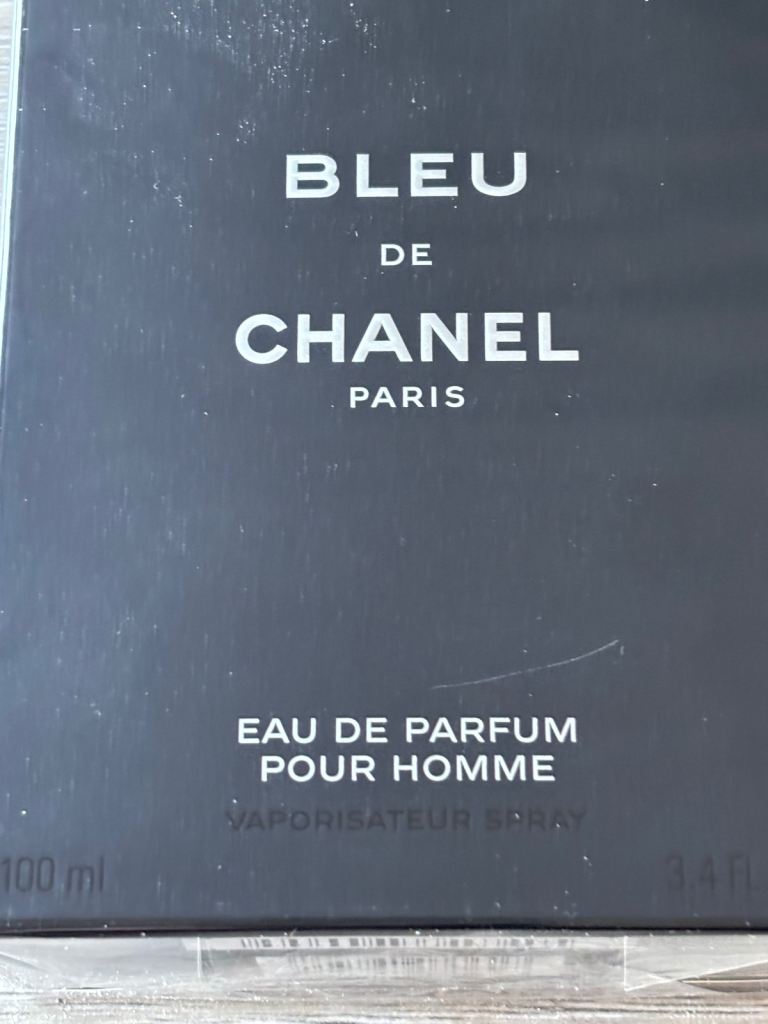 BLEU
DE
CHANEL
PARIS
EAU DE PARFUM
POUR HOMME
VAPORISATEUR SPRAY
100 ml 3.4 FL.